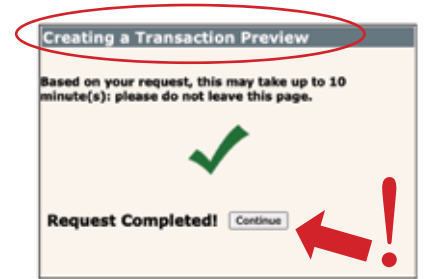 Creating a Transaction Preview
Based on your request, this may take up to 10
minute(s): please do not leave this page.
Request Completed! Continue
!